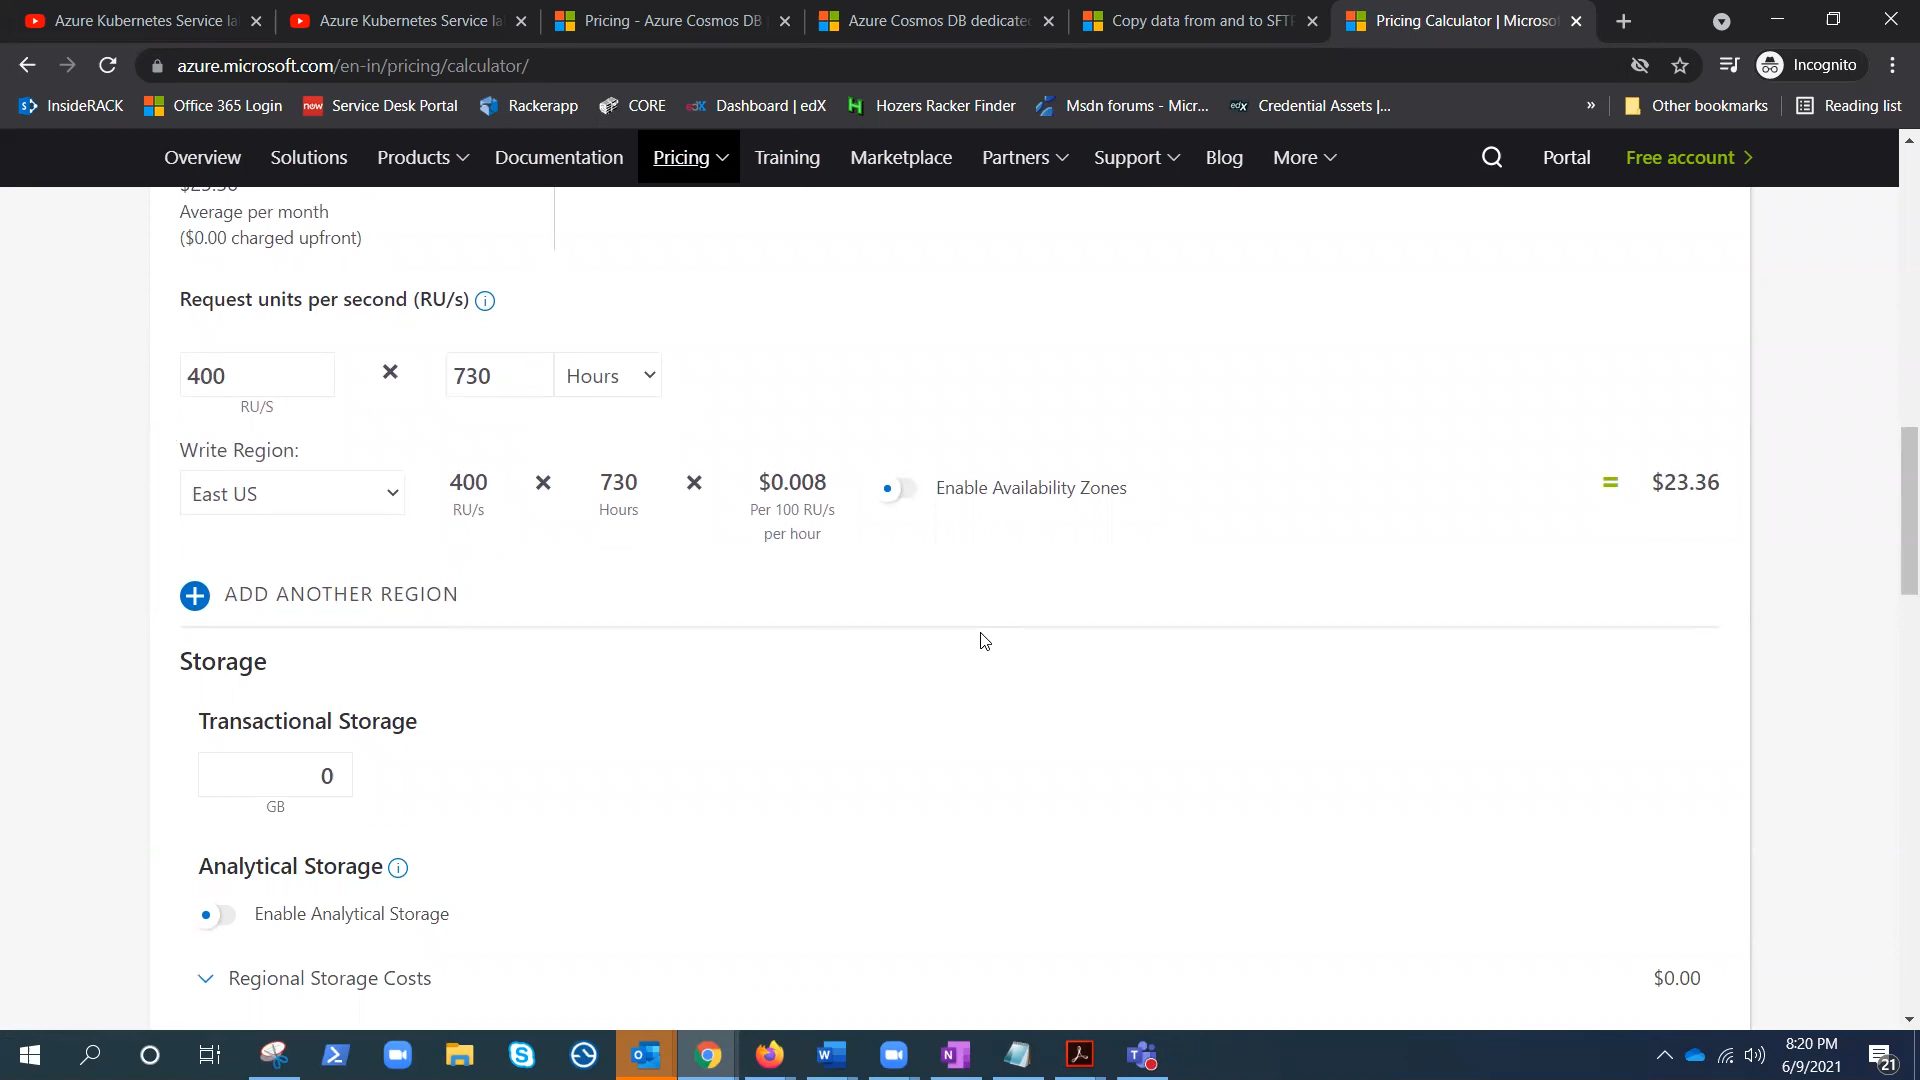 Azure Kubernetes Service la
Azure Kubernetes Service la
Pricing - Azure Cosmos DB
Azure Cosmos DB dedicate
Copy data from and to SFTP
Pricing Calculator | Microso
azure.microsoft.com/en-in/pricing/calculator/
Incognito
InsideRACK
Office 365 Login
now
Service Desk Portal
Rackerapp
CORE
edX
Dashboard | edX
Hozers Racker Finder
Msdn forums - Micr...
edX
Credential Assets |...
»
Other bookmarks
Reading list
Overview
Solutions
Products
Documentation
Pricing
Training
Marketplace
Partners
Support
Blog
More
Portal
Free account
$23.36
Average per month
($0.00 charged upfront)
Request units per second (RU/s)
400
730
Hours
RU/S
Write Region:
East US
400
730
$0.008
Enable Availability Zones
=
$23.36
RU/s
Hours
Per 100 RU/s
per hour
ADD ANOTHER REGION
Storage
Transactional Storage
0
GB
Analytical Storage
Enable Analytical Storage
Regional Storage Costs
$0.00
8:20 PM
6/9/2021
21